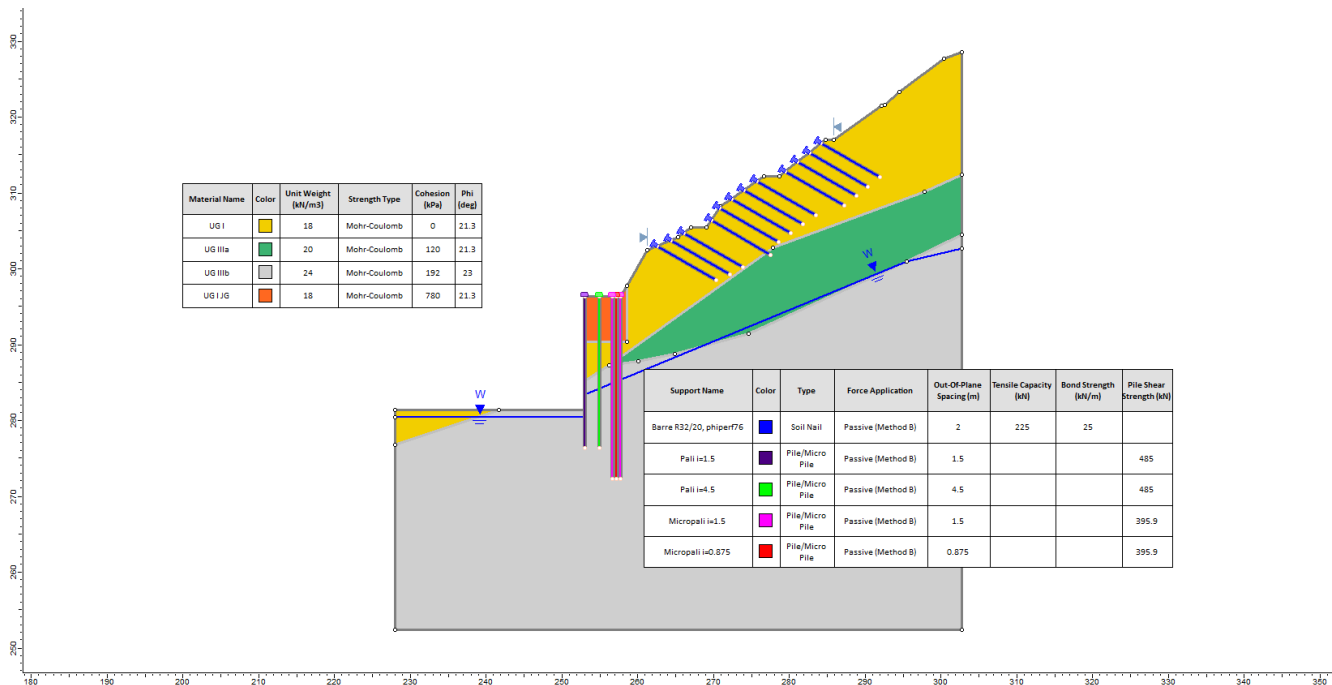 330
320
310
300
290
280
270
260
250
Material Name Color Unit Weight (kN/m3) Strength Type Cohesion (kPa) Phi (deg)
UG I 18 Mohr-Coulomb 0 21.3
UG IIIa 20 Mohr-Coulomb 120 21.3
UG IIIb 24 Mohr-Coulomb 192 23
UG I JG 18 Mohr-Coulomb 780 21.3
W
W
Support Name Color Type Force Application Out-Of-Plane Spacing (m) Tensile Capacity (kN) Bond Strength (kN/m) Pile Shear Strength (kN)
Barre R32/20, phiperf76 Soil Nail Passive (Method B) 2 225 25
Pali i=1.5 Pile/Micro Pile Passive (Method B) 1.5 485
Pali i=4.5 Pile/Micro Pile Passive (Method B) 4.5 485
Micropali i=1.5 Pile/Micro Pile Passive (Method B) 1.5 395.9
Micropali i=0.875 Pile/Micro Pile Passive (Method B) 0.875 395.9
180 190 200 210 220 230 240 250 260 270 280 290 300 310 320 330 340 350